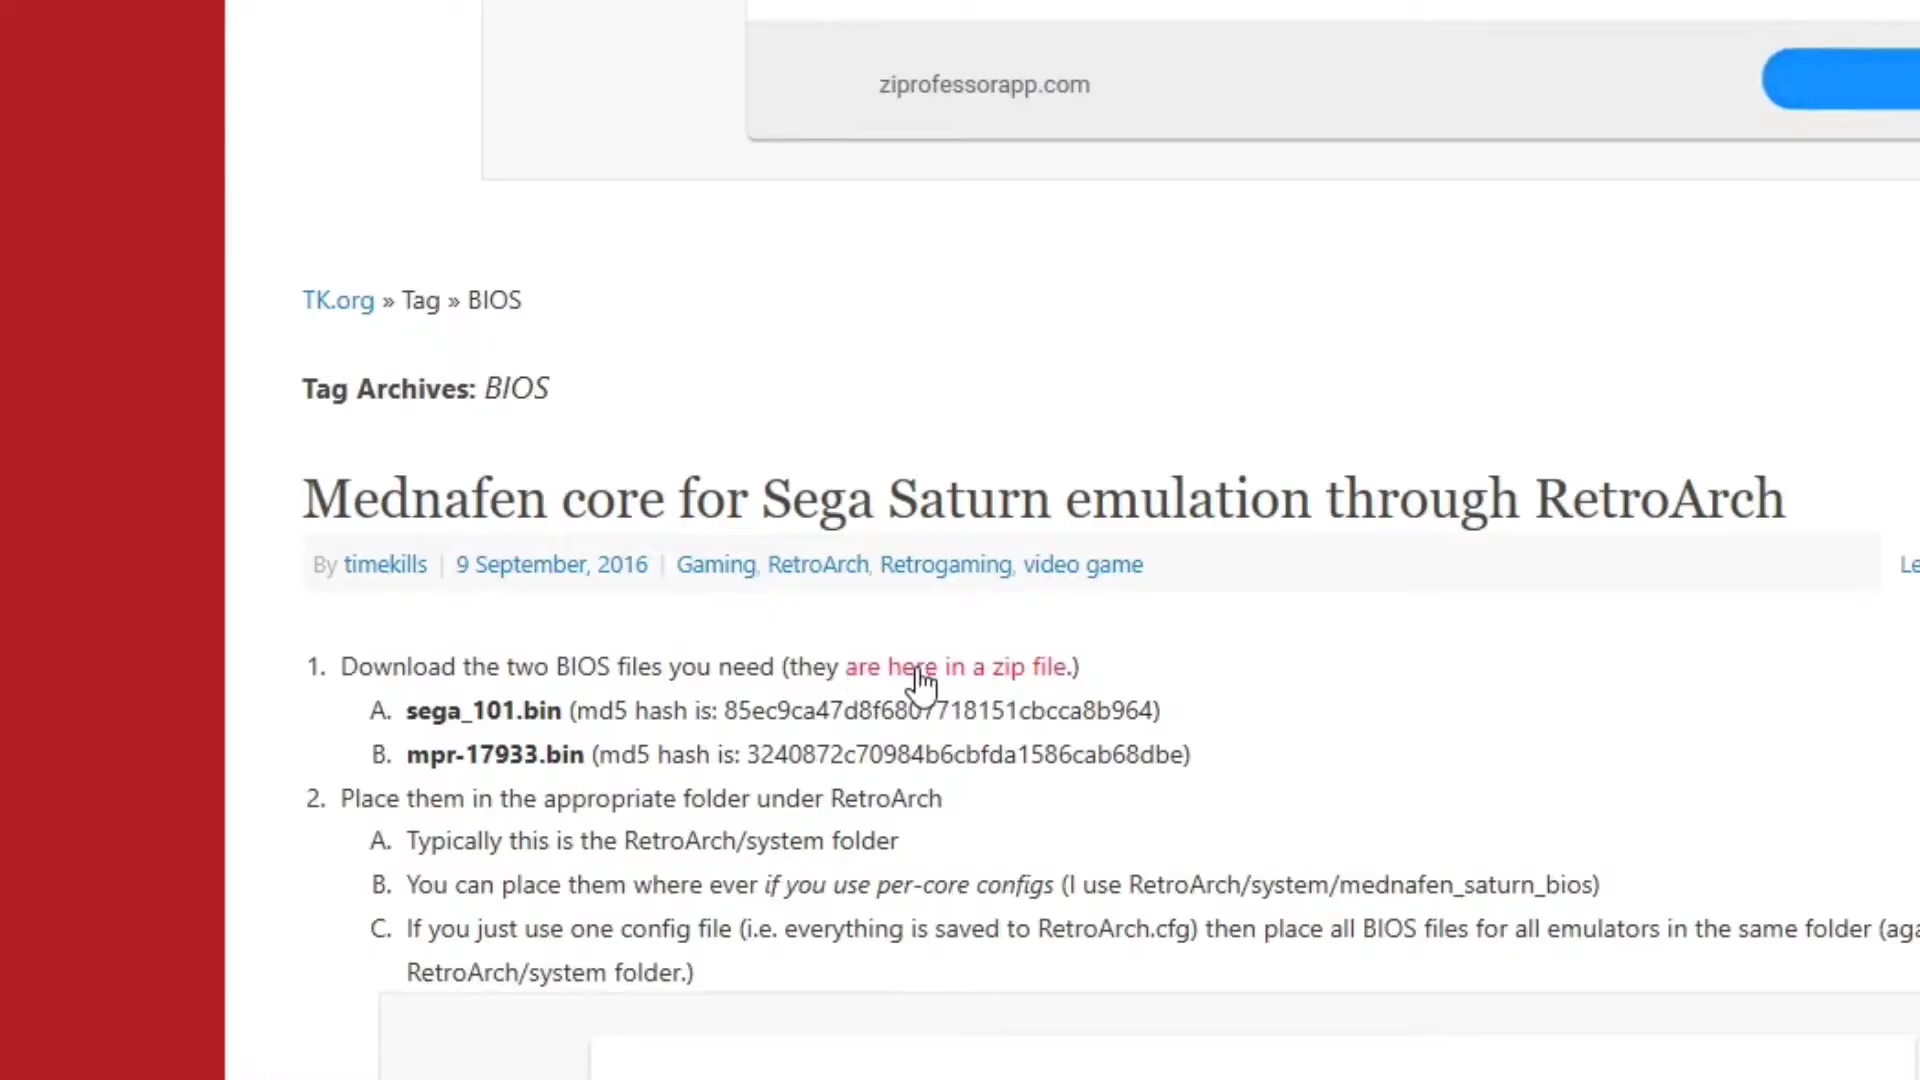 ziprofessorapp.com
TK.org » Tag » BIOS
Tag Archives: BIOS
Mednafen core for Sega Saturn emulation through RetroArch
By timekills | 9 September, 2016 | Gaming, RetroArch, Retrogaming, video game
1. Download the two BIOS files you need (they are here in a zip file.)
A. sega_101.bin (md5 hash is: 85ec9ca47d8f6807718151cbcca8b964)
B. mpr-17933.bin (md5 hash is: 3240872c70984b6cbfda1586cab68dbe)
2. Place them in the appropriate folder under RetroArch
A. Typically this is the RetroArch/system folder
B. You can place them where ever if you use per-core configs (I use RetroArch/system/mednafen_saturn_bios)
C. If you just use one config file (i.e. everything is saved to RetroArch.cfg) then place all BIOS files for all emulators in the same folder
RetroArch/system folder.)